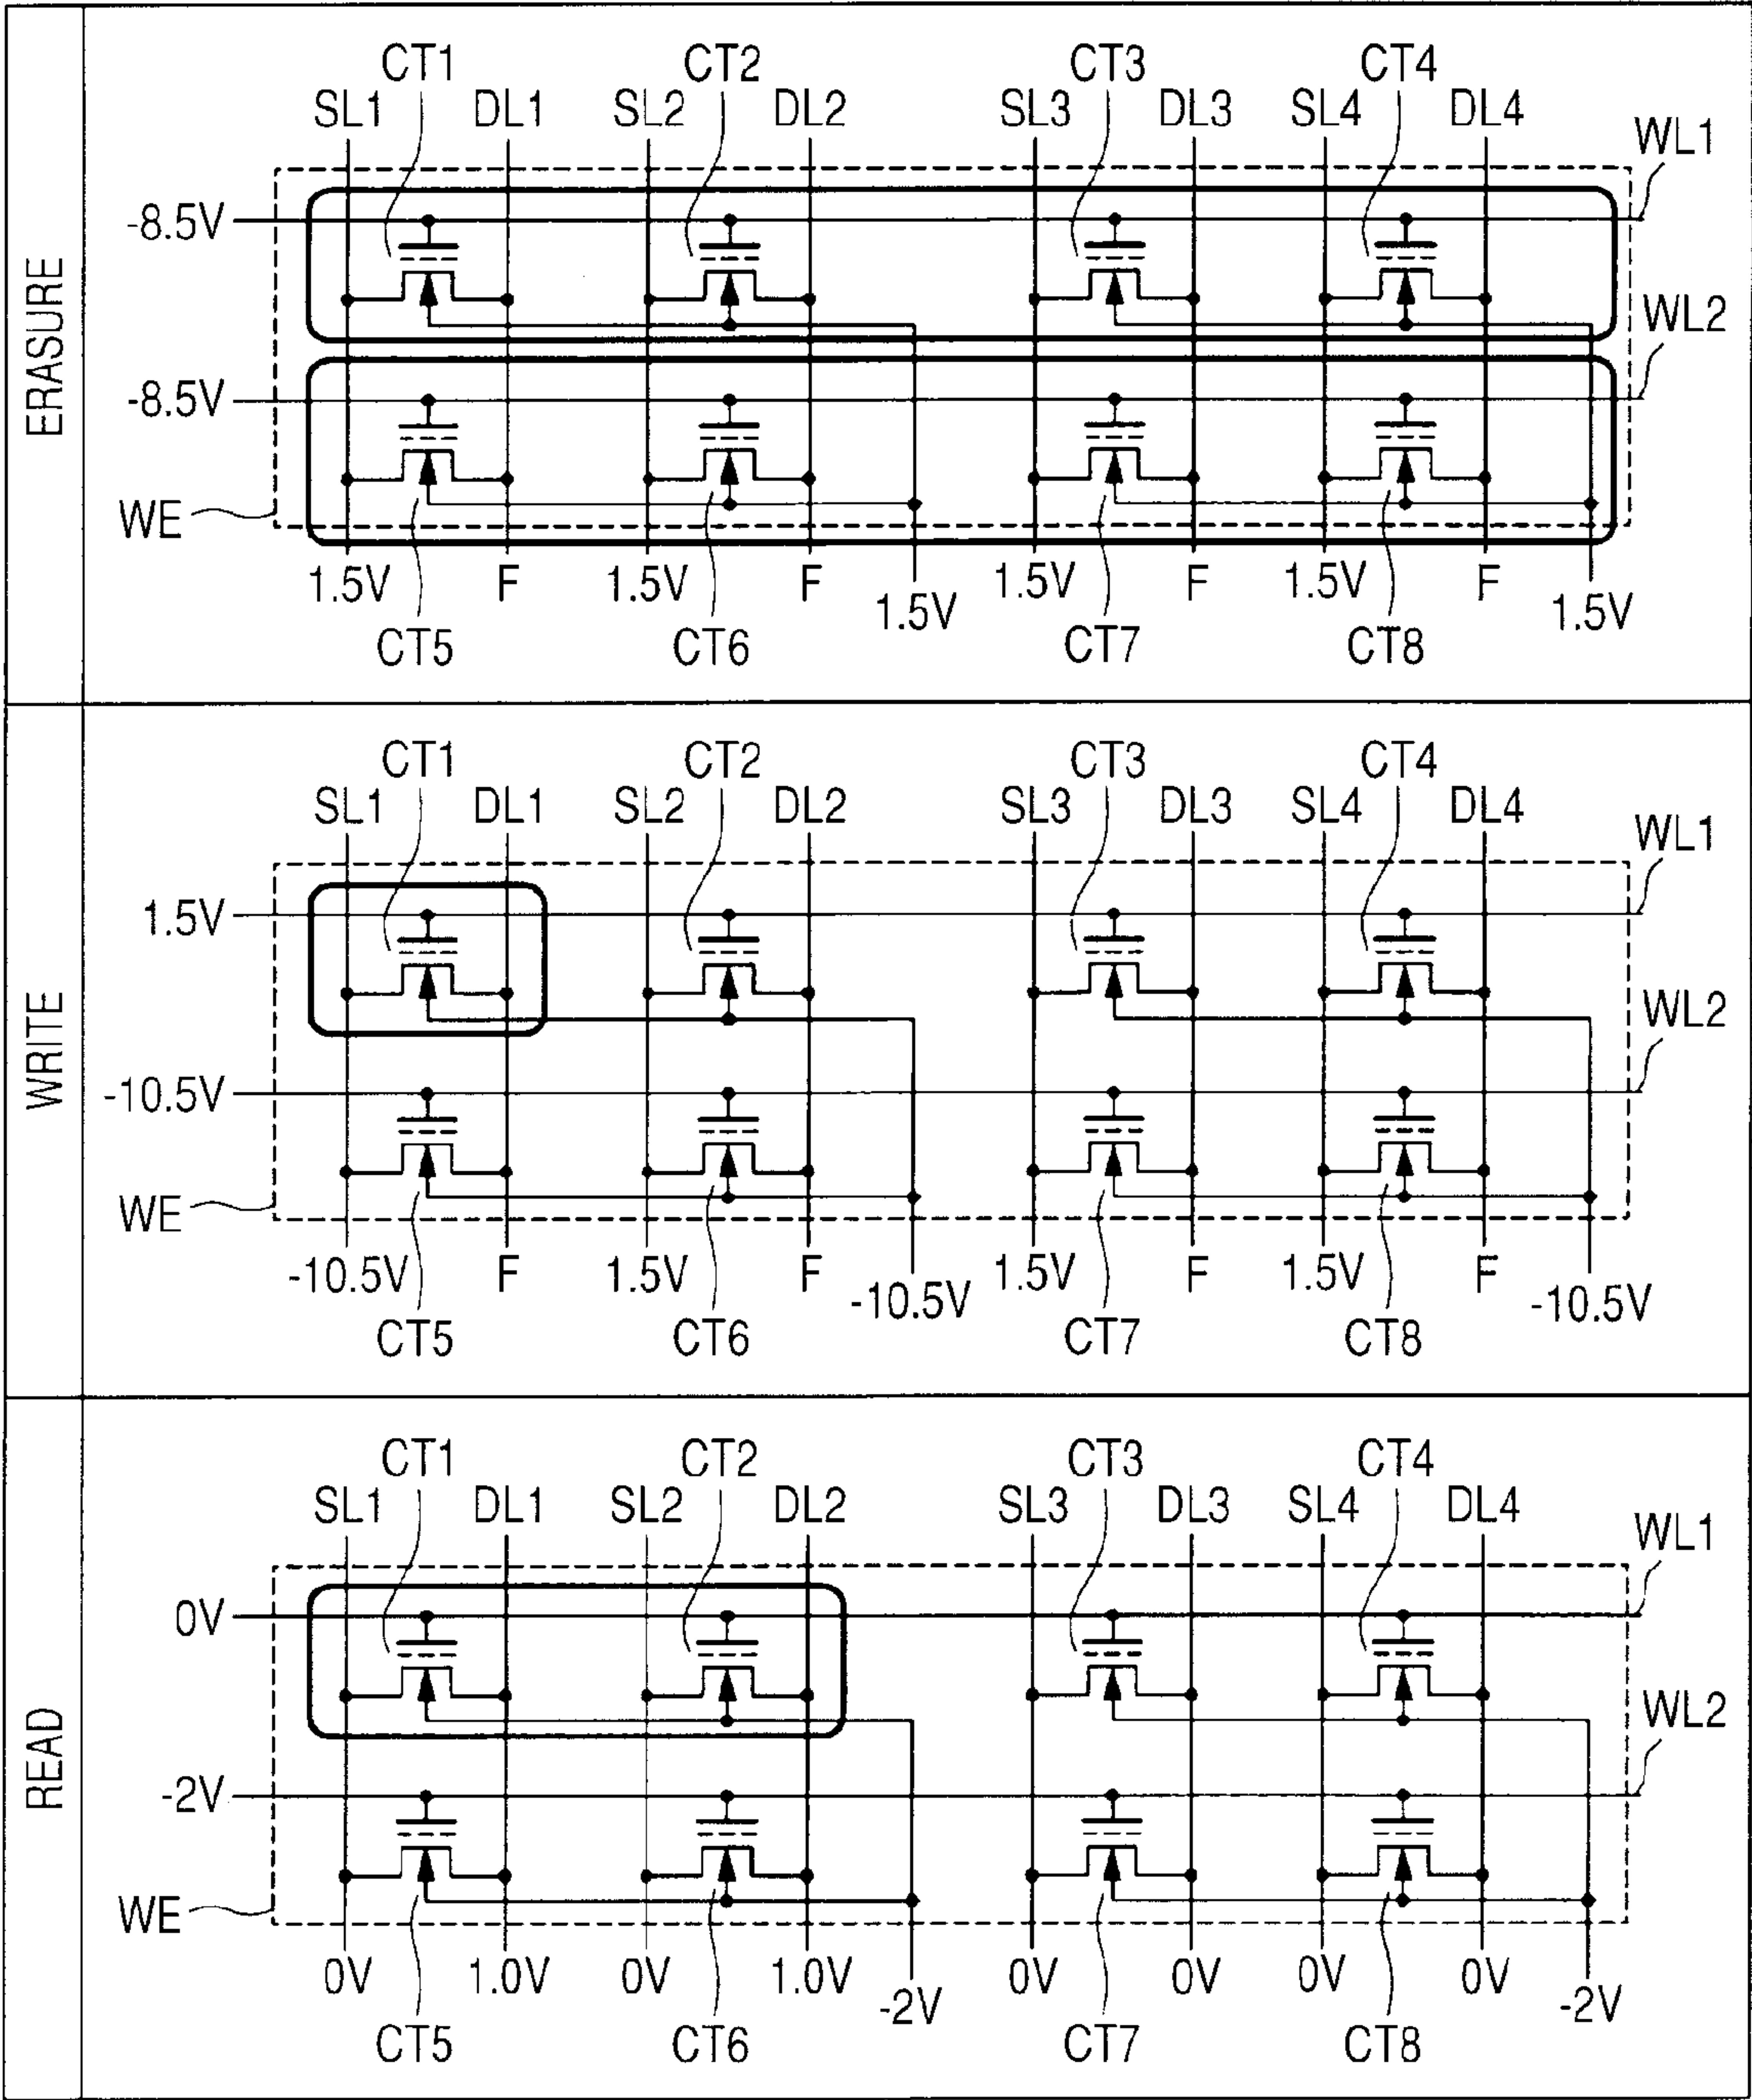 ERASURE
CT1 CT2 CT3 CT4
SL1 DL1 SL2 DL2 SL3 DL3 SL4 DL4
WL1
-8.5V
WL2
-8.5V
WE
1.5V F 1.5V F 1.5V 1.5V F 1.5V F 1.5V
CT5 CT6 CT7 CT8
WRITE
CT1 CT2 CT3 CT4
SL1 DL1 SL2 DL2 SL3 DL3 SL4 DL4
WL1
1.5V
WL2
-10.5V
WE
-10.5V F 1.5V F -10.5V 1.5V F 1.5V F -10.5V
CT5 CT6 CT7 CT8
READ
CT1 CT2 CT3 CT4
SL1 DL1 SL2 DL2 SL3 DL3 SL4 DL4
WL1
0V
WL2
-2V
WE
0V 1.0V 0V 1.0V -2V 0V 0V 0V 0V -2V
CT5 CT6 CT7 CT8